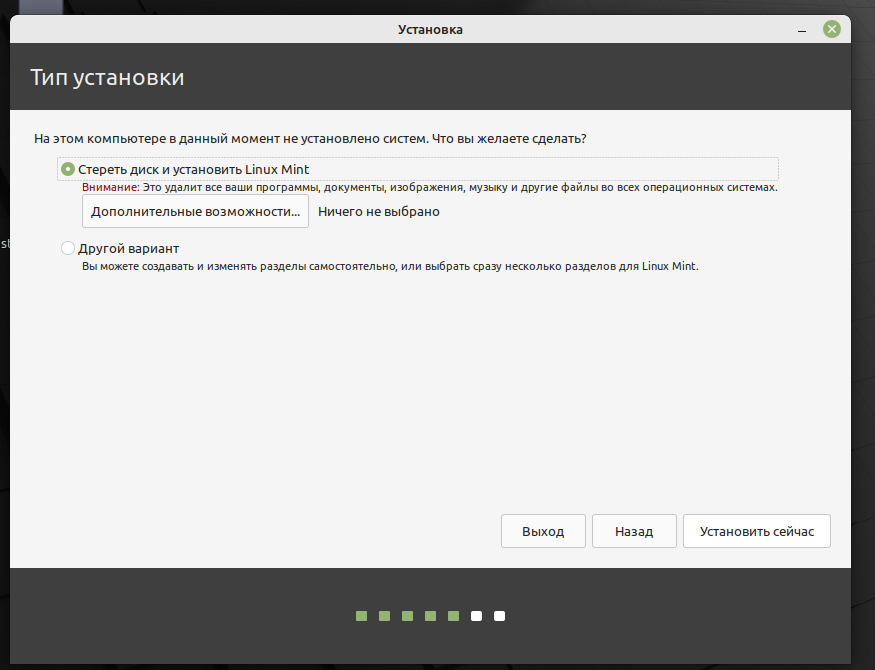 Установка
Тип установки
На этом компьютере в данный момент не установлено систем. Что вы желаете сделать?
Стереть диск и установить Linux Mint
Внимание: Это удалит все ваши программы, документы, изображения, музыку и другие файлы во всех операционных системах.
Дополнительные возможности... Ничего не выбрано
Другой вариант
Вы можете создавать и изменять разделы самостоятельно, или выбрать сразу несколько разделов для Linux Mint.
Выход Назад Установить сейчас